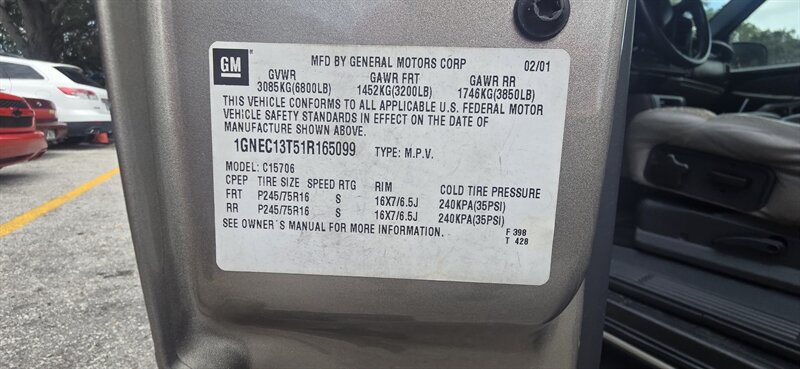 GM MFD BY GENERAL MOTORS CORP 02/01
GVWR GAWR FRT GAWR RR
3085KG(6800LB) 1452KG(3200LB) 1746KG(3850LB)
THIS VEHICLE CONFORMS TO ALL APPLICABLE U.S. FEDERAL MOTOR
VEHICLE SAFETY STANDARDS IN EFFECT ON THE DATE OF
MANUFACTURE SHOWN ABOVE.
1GNEC13T51R165099 TYPE: M.P.V.
MODEL: C15706
CPEP TIRE SIZE SPEED RTG RIM COLD TIRE PRESSURE
FRT P245/75R16 S 16X7/6.5J 240KPA(35PSI)
RR P245/75R16 S 16X7/6.5J 240KPA(35PSI)
SEE OWNER'S MANUAL FOR MORE INFORMATION. F 398
T 428